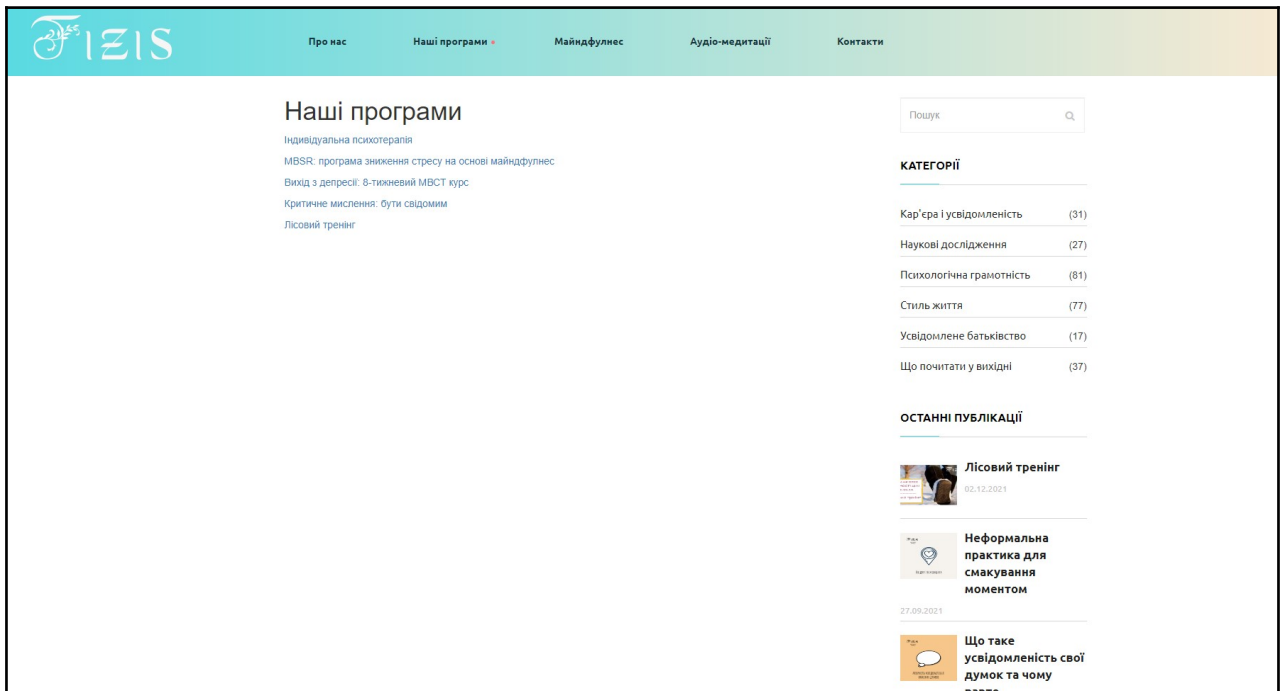 FIZIS
Про нас
Наші програми
Майндфулнес
Аудіо-медитації
Контакти
Наші програми
Індивідуальна психотерапія
MBSR: програма зниження стресу на основі майндфулнес
Вихід з депресії: 8-тижневий МВСТ курс
Критичне мислення: бути свідомим
Лісовий тренінг
Пошук
КАТЕГОРІЇ
Кар'єра і усвідомленість (31)
Наукові дослідження (27)
Психологічна грамотність (81)
Стиль життя (77)
Усвідомлене батьківство (17)
Що почитати у вихідні (37)
ОСТАННІ ПУБЛІКАЦІЇ
Лісовий тренінг
02.12.2021
Неформальна
практика для
смакування
моментом
27.09.2021
Що таке
усвідомленість свої
думок та чому
варто